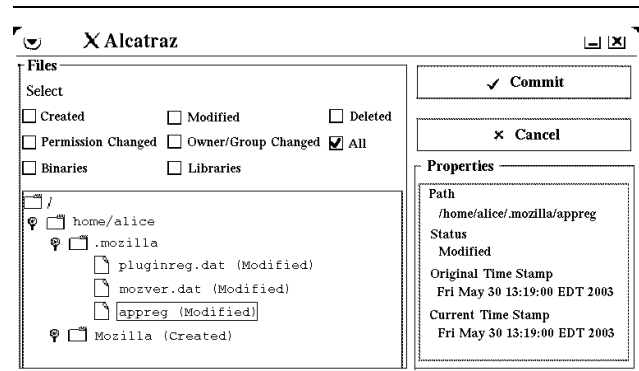 Alcatraz
Files
Select
Created Modified Deleted
Permission Changed Owner/Group Changed All
Binaries Libraries
/
home/alice
.mozilla
pluginreg.dat (Modified)
mozver.dat (Modified)
appreg (Modified)
Mozilla (Created)
Commit
Cancel
Properties
Path
/home/alice/.mozilla/appreg
Status
Modified
Original Time Stamp
Fri May 30 13:19:00 EDT 2003
Current Time Stamp
Fri May 30 13:19:00 EDT 2003